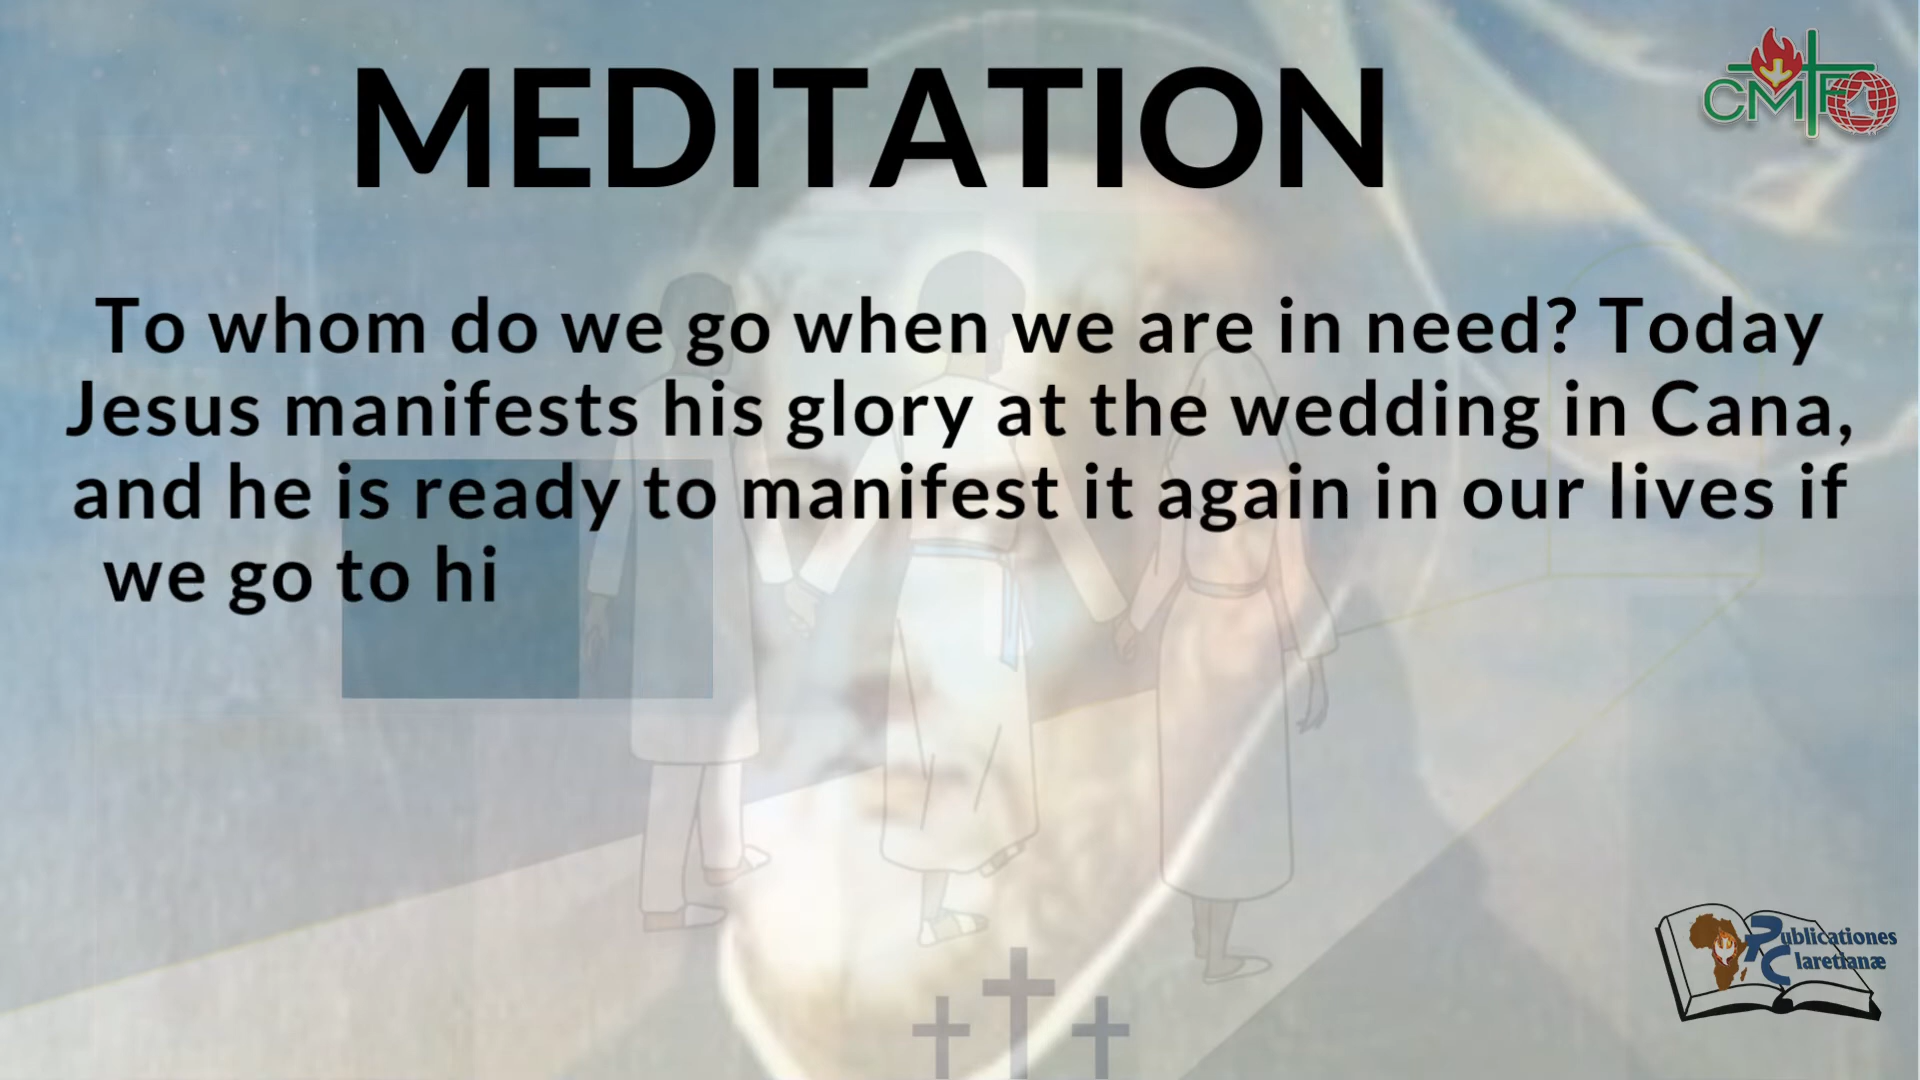 MEDITATION
CMF
To whom do we go when we are in need? Today
Jesus manifests his glory at the wedding in Cana,
and he is ready to manifest it again in our lives if
we go to hi
Publicationes
Claretianæ